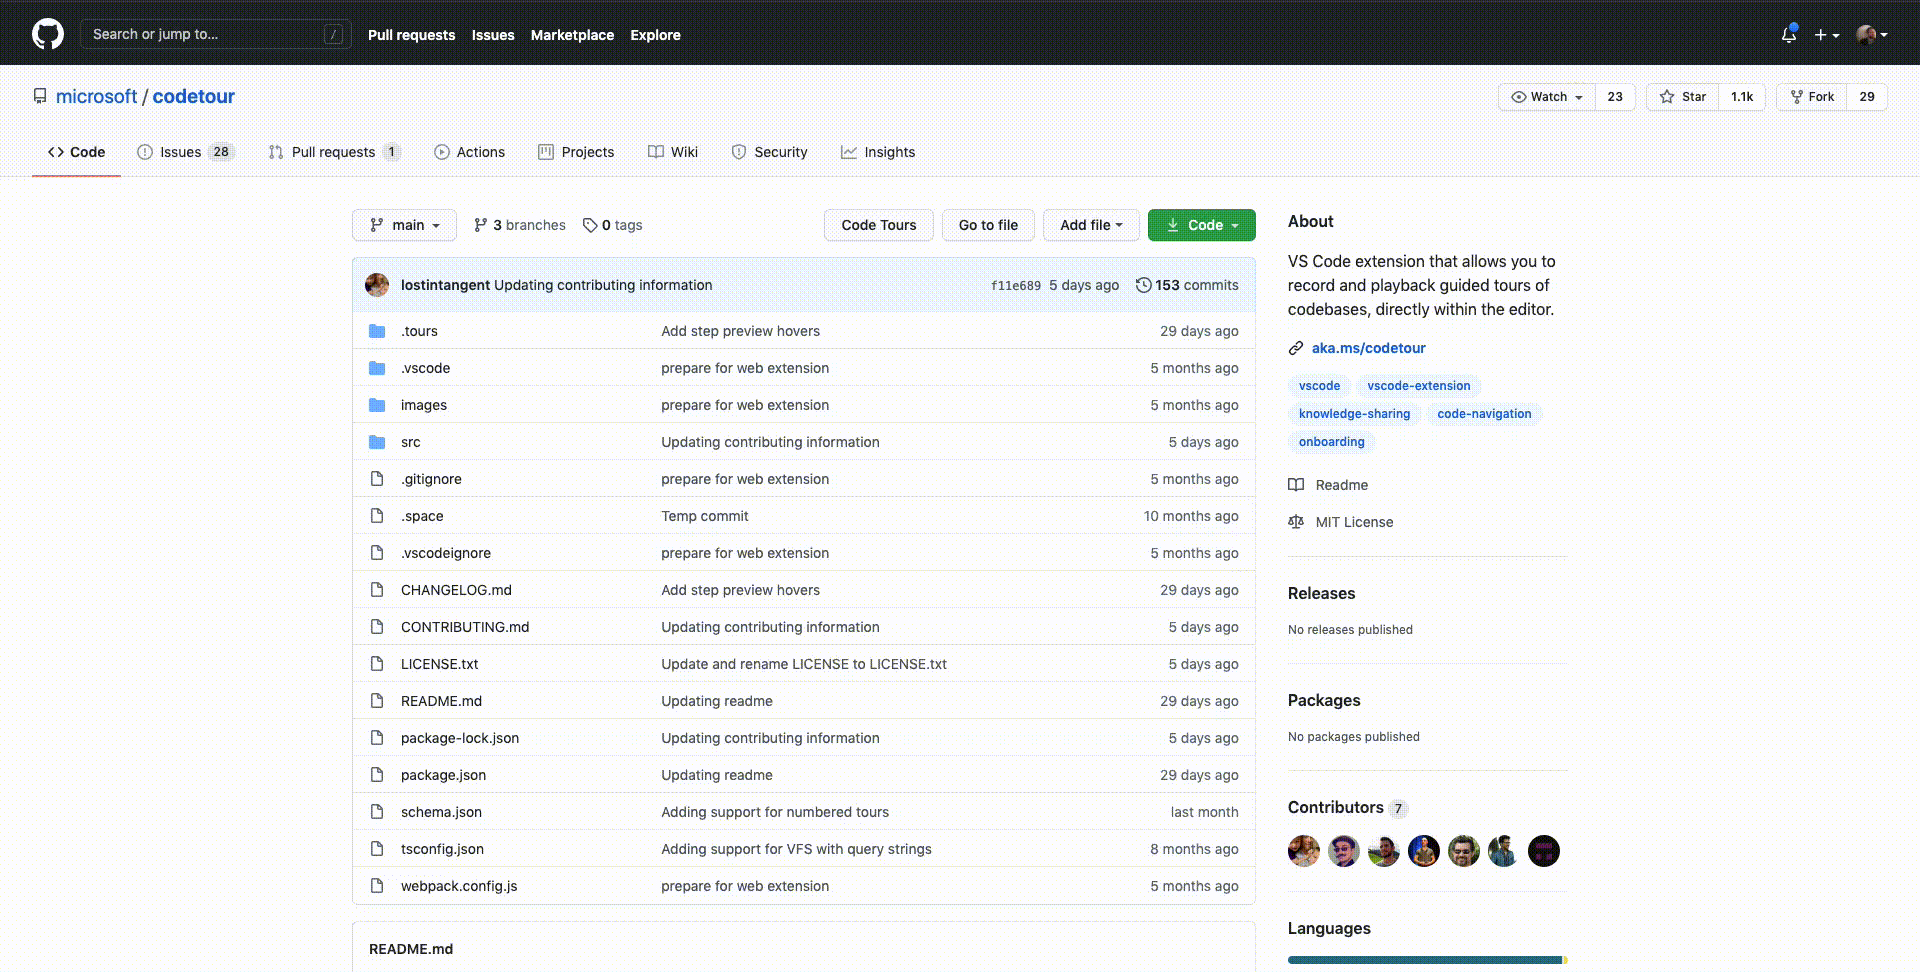 Search or jump to... /
Pull requests Issues Marketplace Explore
microsoft / codetour
Watch 23 Star 1.1k Fork 29
Code Issues 28 Pull requests 1 Actions Projects Wiki Security Insights
main 3 branches 0 tags Code Tours Go to file Add file Code
lostintangent Updating contributing information f11e689 5 days ago 153 commits
.tours Add step preview hovers 29 days ago
.vscode prepare for web extension 5 months ago
images prepare for web extension 5 months ago
src Updating contributing information 5 days ago
.gitignore prepare for web extension 5 months ago
.space Temp commit 10 months ago
.vscodeignore prepare for web extension 5 months ago
CHANGELOG.md Add step preview hovers 29 days ago
CONTRIBUTING.md Updating contributing information 5 days ago
LICENSE.txt Update and rename LICENSE to LICENSE.txt 5 days ago
README.md Updating readme 29 days ago
package-lock.json Updating contributing information 5 days ago
package.json Updating readme 29 days ago
schema.json Adding support for numbered tours last month
tsconfig.json Adding support for VFS with query strings 8 months ago
webpack.config.js prepare for web extension 5 months ago
README.md
About
VS Code extension that allows you to
record and playback guided tours of
codebases, directly within the editor.
aka.ms/codetour
vscode vscode-extension
knowledge-sharing code-navigation
onboarding
Readme
MIT License
Releases
No releases published
Packages
No packages published
Contributors 7
Languages